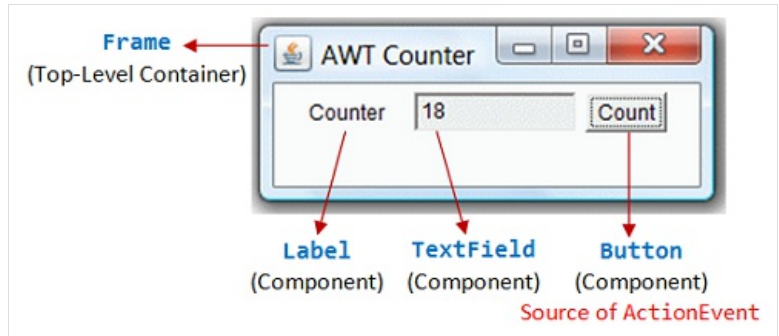 Frame
(Top-Level Container)
AWT Counter
Counter
18
Count
Label
(Component)
TextField
(Component)
Button
(Component)
Source of ActionEvent